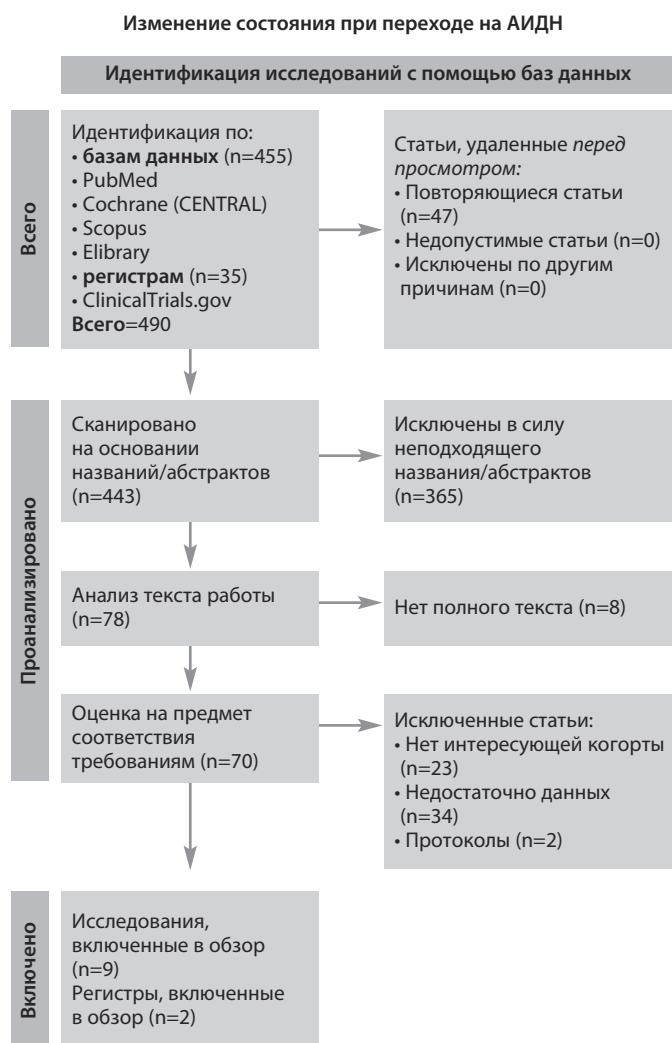 Изменение состояния при переходе на АИДН
Идентификация исследований с помощью баз данных
Всего
Идентификация по:
• базам данных (n=455)
• PubMed
• Cochrane (CENTRAL)
• Scopus
• Elibrary
• регистрам (n=35)
• ClinicalTrials.gov
Всего=490
Статьи, удаленные перед
просмотром:
• Повторяющиеся статьи
(n=47)
• Недопустимые статьи (n=0)
• Исключены по другим
причинам (n=0)
Проанализировано
Сканировано
на основании
названий/абстрактов
(n=443)
Исключены в силу
неподходящего
названия/абстрактов
(n=365)
Анализ текста работы
(n=78)
Нет полного текста (n=8)
Оценка на предмет
соответствия
требованиям (n=70)
Исключенные статьи:
• Нет интересующей когорты
(n=23)
• Недостаточно данных
(n=34)
• Протоколы (n=2)
Включено
Исследования,
включенные в обзор
(n=9)
Регистры, включенные
в обзор (n=2)